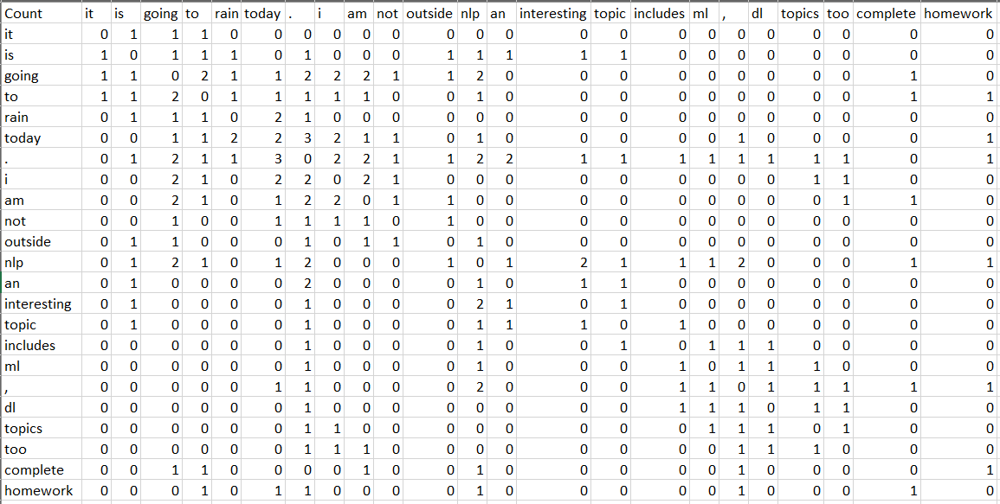 Count it is going to rain today . i am not outside nlp an interesting topic includes ml , dl topics too complete homework
it 0 1 1 1 0 0 0 0 0 0 0 0 0 0 0 0 0 0 0 0 0 0 0
is 1 0 1 1 1 0 1 0 0 0 1 1 1 1 1 0 0 0 0 0 0 0 0
going 1 1 0 2 1 1 2 2 2 1 1 2 0 0 0 0 0 0 0 0 0 1 0
to 1 1 2 0 1 1 1 1 1 0 0 1 0 0 0 0 0 0 0 0 0 1 1
rain 0 1 1 1 0 2 1 0 0 0 0 0 0 0 0 0 0 0 0 0 0 0 0
today 0 0 1 1 2 2 3 2 1 1 0 1 0 0 0 0 0 1 0 0 0 0 1
. 0 1 2 1 1 3 0 2 2 1 1 2 2 1 1 1 1 1 1 1 1 0 1
i 0 0 2 1 0 2 2 0 2 1 0 0 0 0 0 0 0 0 0 1 1 0 0
am 0 0 2 1 0 1 2 2 0 1 1 0 0 0 0 0 0 0 0 0 1 1 0
not 0 0 1 0 0 1 1 1 1 0 1 0 0 0 0 0 0 0 0 0 0 0 0
outside 0 1 1 0 0 0 1 0 1 1 0 1 0 0 0 0 0 0 0 0 0 0 0
nlp 0 1 2 1 0 1 2 0 0 0 1 0 1 2 1 1 1 2 0 0 0 1 1
an 0 1 0 0 0 0 2 0 0 0 0 1 0 1 1 0 0 0 0 0 0 0 0
interesting 0 1 0 0 0 0 1 0 0 0 0 2 1 0 1 0 0 0 0 0 0 0 0
topic 0 1 0 0 0 0 1 0 0 0 0 1 1 1 0 1 0 0 0 0 0 0 0
includes 0 0 0 0 0 0 1 0 0 0 0 1 0 0 1 0 1 1 1 0 0 0 0
ml 0 0 0 0 0 0 1 0 0 0 0 1 0 0 0 1 0 1 1 1 0 0 0
, 0 0 0 0 0 1 1 0 0 0 0 2 0 0 0 1 1 0 1 1 1 1 1
dl 0 0 0 0 0 0 1 0 0 0 0 0 0 0 0 1 1 1 0 1 1 0 0
topics 0 0 0 0 0 0 1 1 0 0 0 0 0 0 0 0 1 1 1 0 1 0 0
too 0 0 0 0 0 0 1 1 1 0 0 0 0 0 0 0 0 1 1 1 0 0 0
complete 0 0 1 1 0 0 0 0 1 0 0 1 0 0 0 0 0 1 0 0 0 0 1
homework 0 0 0 1 0 1 1 0 0 0 0 1 0 0 0 0 0 1 0 0 0 1 0